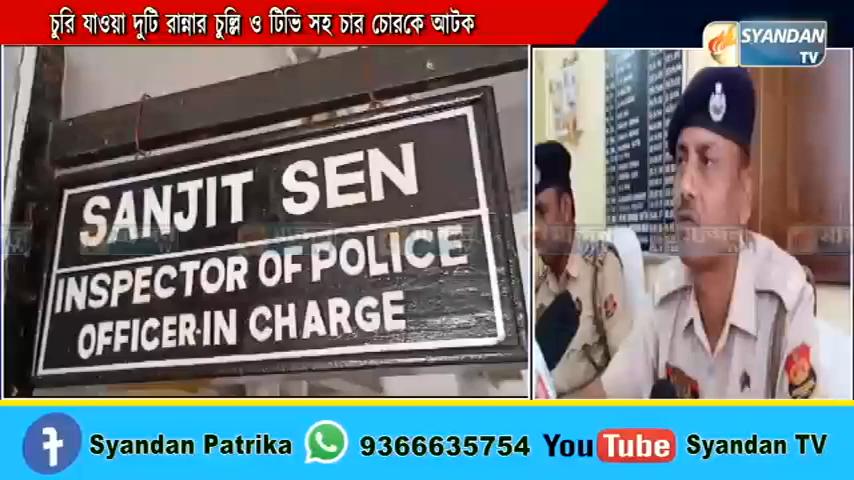 চুরি যাওয়া দুটি রান্নার চুল্লি ও টিভি সহ চার চোরকে আটক
SYANDAN
TV
SANJIT SEN
INSPECTOR OF POLICE
OFFICER-IN CHARGE
Syandan Patrika 9366635754 YouTube Syandan TV